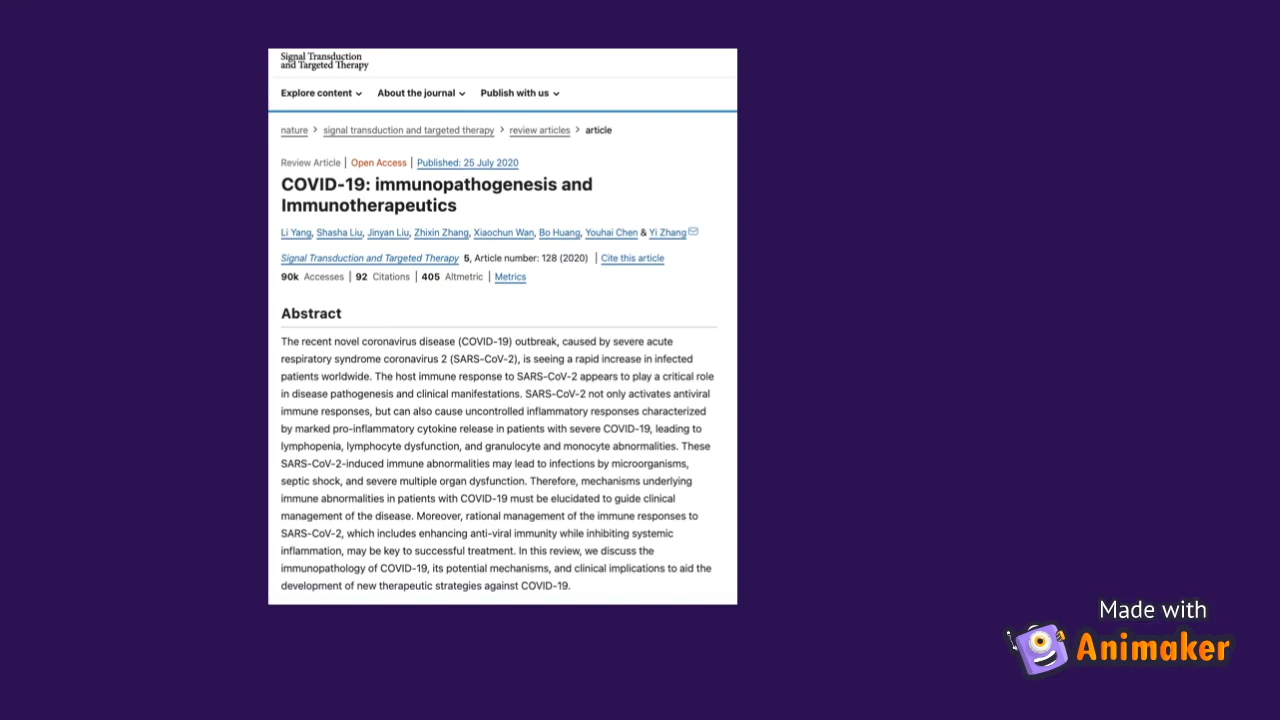 Signal Transduction
and Targeted Therapy
Explore content About the journal Publish with us
nature > signal transduction and targeted therapy > review articles > article
Review Article | Open Access | Published: 25 July 2020
COVID-19: immunopathogenesis and
Immunotherapeutics
Li Yang, Shasha Liu, Jinyan Liu, Zhixin Zhang, Xiaochun Wan, Bo Huang, Youhai Chen & Yi Zhang
Signal Transduction and Targeted Therapy 5, Article number: 128 (2020) | Cite this article
90k Accesses | 92 Citations | 405 Altmetric | Metrics
Abstract
The recent novel coronavirus disease (COVID-19) outbreak, caused by severe acute
respiratory syndrome coronavirus 2 (SARS-CoV-2), is seeing a rapid increase in infected
patients worldwide. The host immune response to SARS-CoV-2 appears to play a critical role
in disease pathogenesis and clinical manifestations. SARS-CoV-2 not only activates antiviral
immune responses, but can also cause uncontrolled inflammatory responses characterized
by marked pro-inflammatory cytokine release in patients with severe COVID-19, leading to
lymphopenia, lymphocyte dysfunction, and granulocyte and monocyte abnormalities. These
SARS-CoV-2-induced immune abnormalities may lead to infections by microorganisms,
septic shock, and severe multiple organ dysfunction. Therefore, mechanisms underlying
immune abnormalities in patients with COVID-19 must be elucidated to guide clinical
management of the disease. Moreover, rational management of the immune responses to
SARS-CoV-2, which includes enhancing anti-viral immunity while inhibiting systemic
inflammation, may be key to successful treatment. In this review, we discuss the
immunopathology of COVID-19, its potential mechanisms, and clinical implications to aid the
development of new therapeutic strategies against COVID-19.
Made with
Animaker